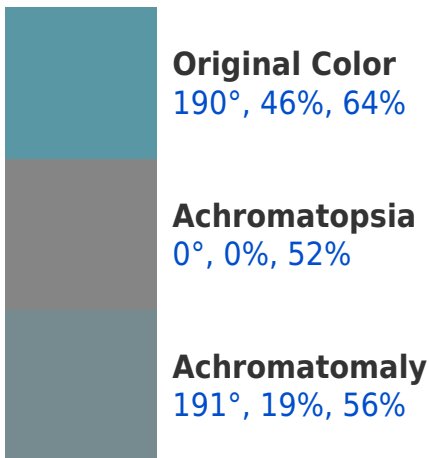 Original Color
190°, 46%, 64%
Achromatopsia
0°, 0%, 52%
Achromatomaly
191°, 19%, 56%